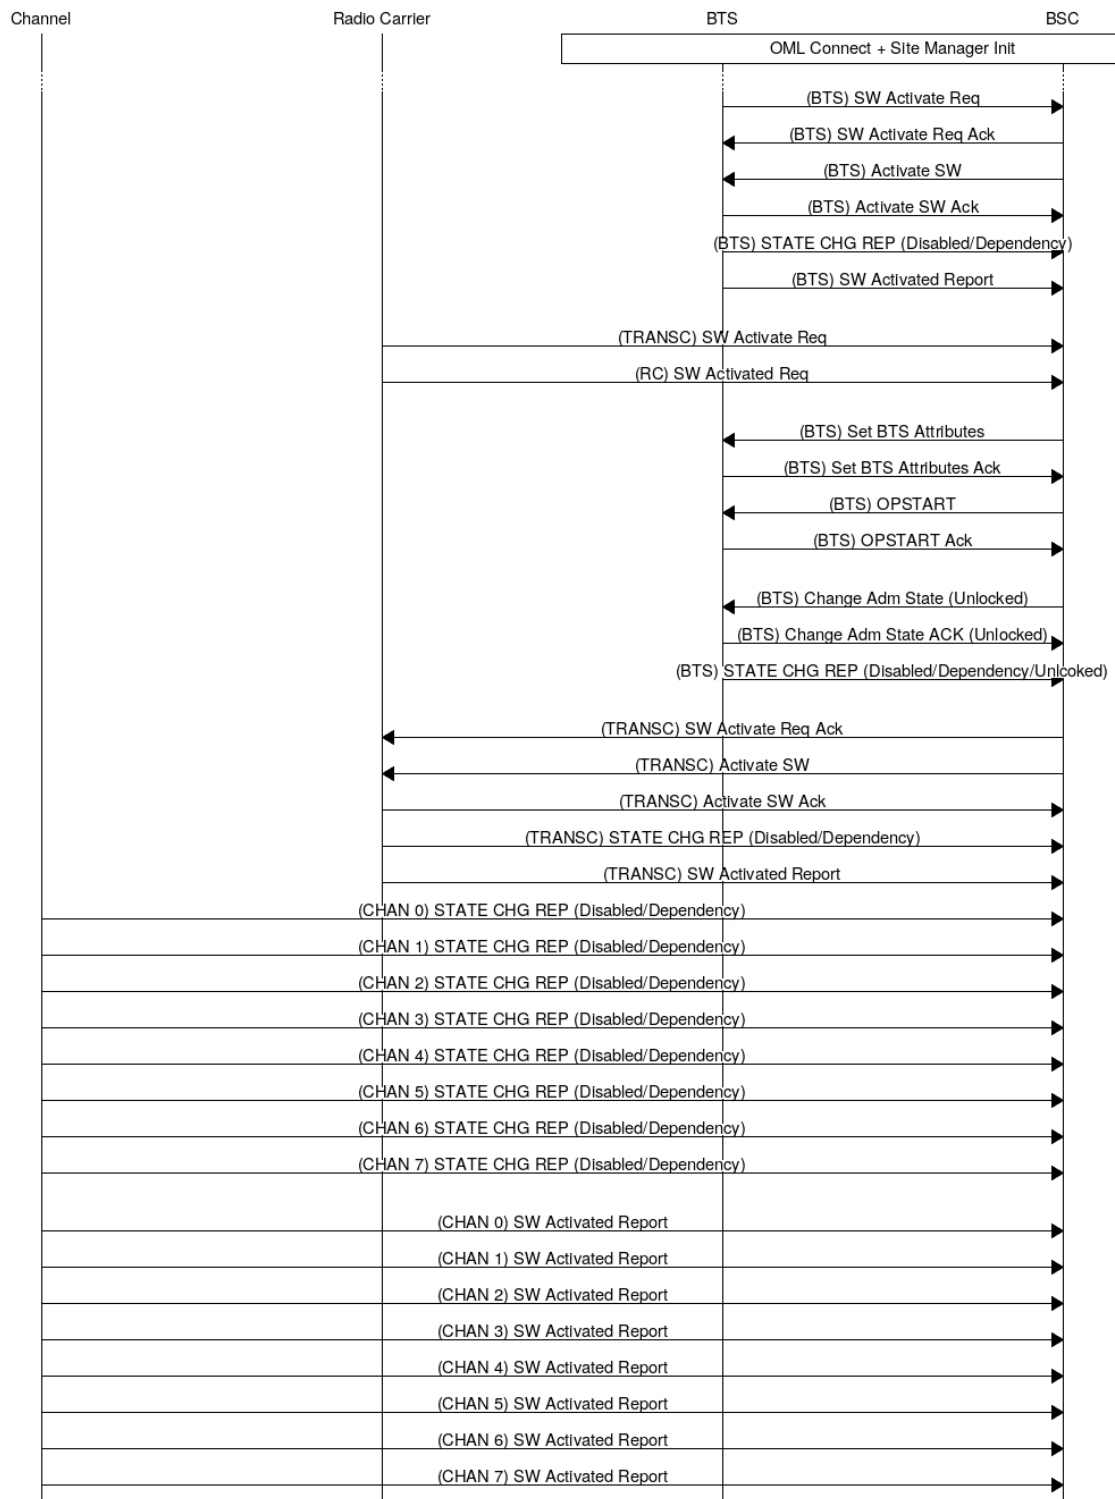 Channel Radio Carrier BTS BSC
OML Connect + Site Manager Init
(BTS) SW Activate Req
(BTS) SW Activate Req Ack
(BTS) Activate SW
(BTS) Activate SW Ack
(BTS) STATE CHG REP (Disabled/Dependency)
(BTS) SW Activated Report
(TRANSC) SW Activate Req
(RC) SW Activated Req
(BTS) Set BTS Attributes
(BTS) Set BTS Attributes Ack
(BTS) OPSTART
(BTS) OPSTART Ack
(BTS) Change Adm State (Unlocked)
(BTS) Change Adm State ACK (Unlocked)
(BTS) STATE CHG REP (Disabled/Dependency/Unlcoked)
(TRANSC) SW Activate Req Ack
(TRANSC) Activate SW
(TRANSC) Activate SW Ack
(TRANSC) STATE CHG REP (Disabled/Dependency)
(TRANSC) SW Activated Report
(CHAN 0) STATE CHG REP (Disabled/Dependency)
(CHAN 1) STATE CHG REP (Disabled/Dependency)
(CHAN 2) STATE CHG REP (Disabled/Dependency)
(CHAN 3) STATE CHG REP (Disabled/Dependency)
(CHAN 4) STATE CHG REP (Disabled/Dependency)
(CHAN 5) STATE CHG REP (Disabled/Dependency)
(CHAN 6) STATE CHG REP (Disabled/Dependency)
(CHAN 7) STATE CHG REP (Disabled/Dependency)
(CHAN 0) SW Activated Report
(CHAN 1) SW Activated Report
(CHAN 2) SW Activated Report
(CHAN 3) SW Activated Report
(CHAN 4) SW Activated Report
(CHAN 5) SW Activated Report
(CHAN 6) SW Activated Report
(CHAN 7) SW Activated Report